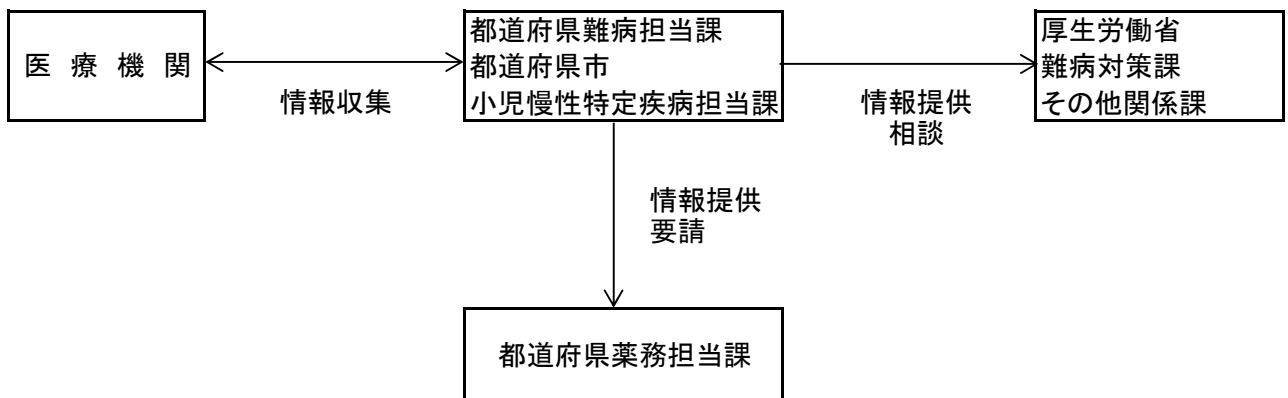 医療機関
情報収集
都道府県難病担当課
都道府県市
小児慢性特定疾病担当課
情報提供
相談
厚生労働省
難病対策課
その他関係課
情報提供
要請
都道府県薬務担当課